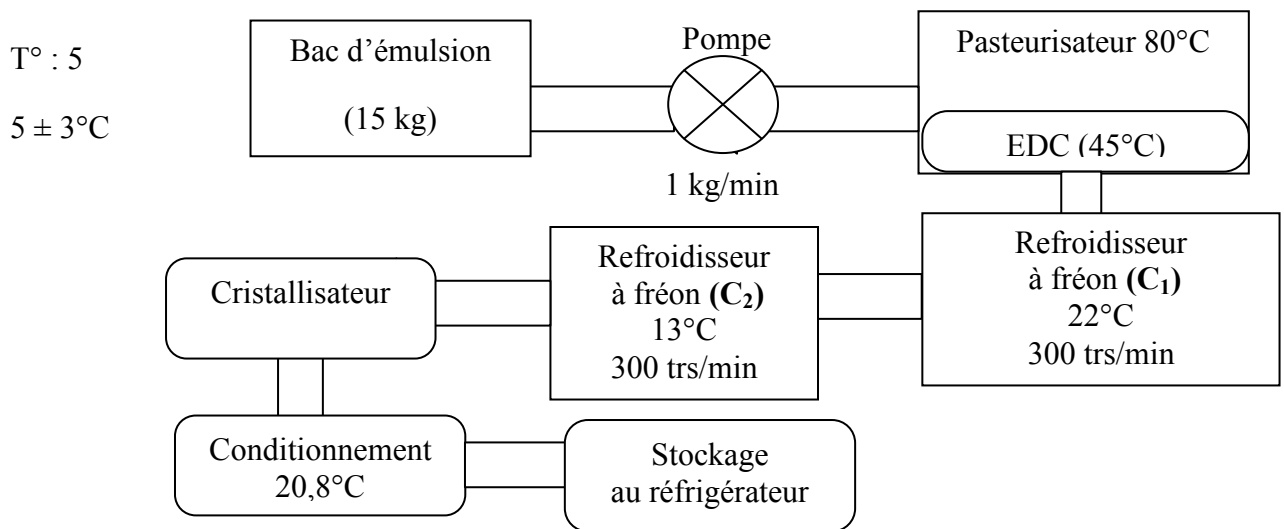 T° : 5
5 ± 3°C
Bac d'émulsion
(15 kg)
Pompe
1 kg/min
Pasteurisateur 80°C
EDC (45°C)
Refroidisseur
à fréon (C₁)
22°C
300 trs/min
Refroidisseur
à fréon (C₂)
13°C
300 trs/min
Cristallisateur
Conditionnement
20,8°C
Stockage
au réfrigérateur